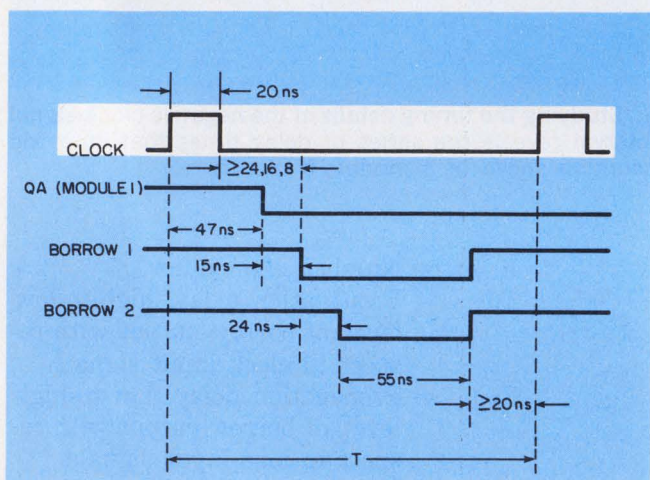 20 ns
CLOCK
≥24,16,8
QA (MODULE 1)
47 ns
BORROW 1
15 ns
BORROW 2
24 ns
55 ns
≥20 ns
T